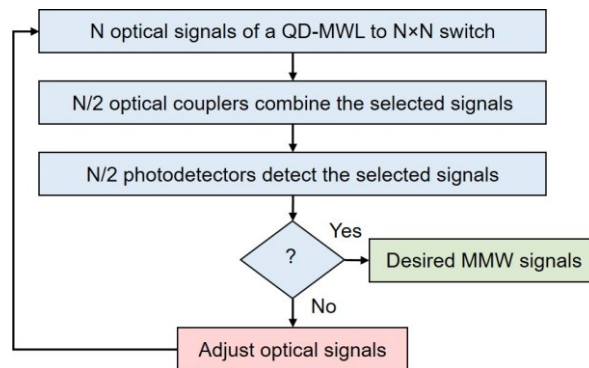 N optical signals of a QD-MWL to N×N switch
N/2 optical couplers combine the selected signals
N/2 photodetectors detect the selected signals
?
Yes
Desired MMW signals
No
Adjust optical signals